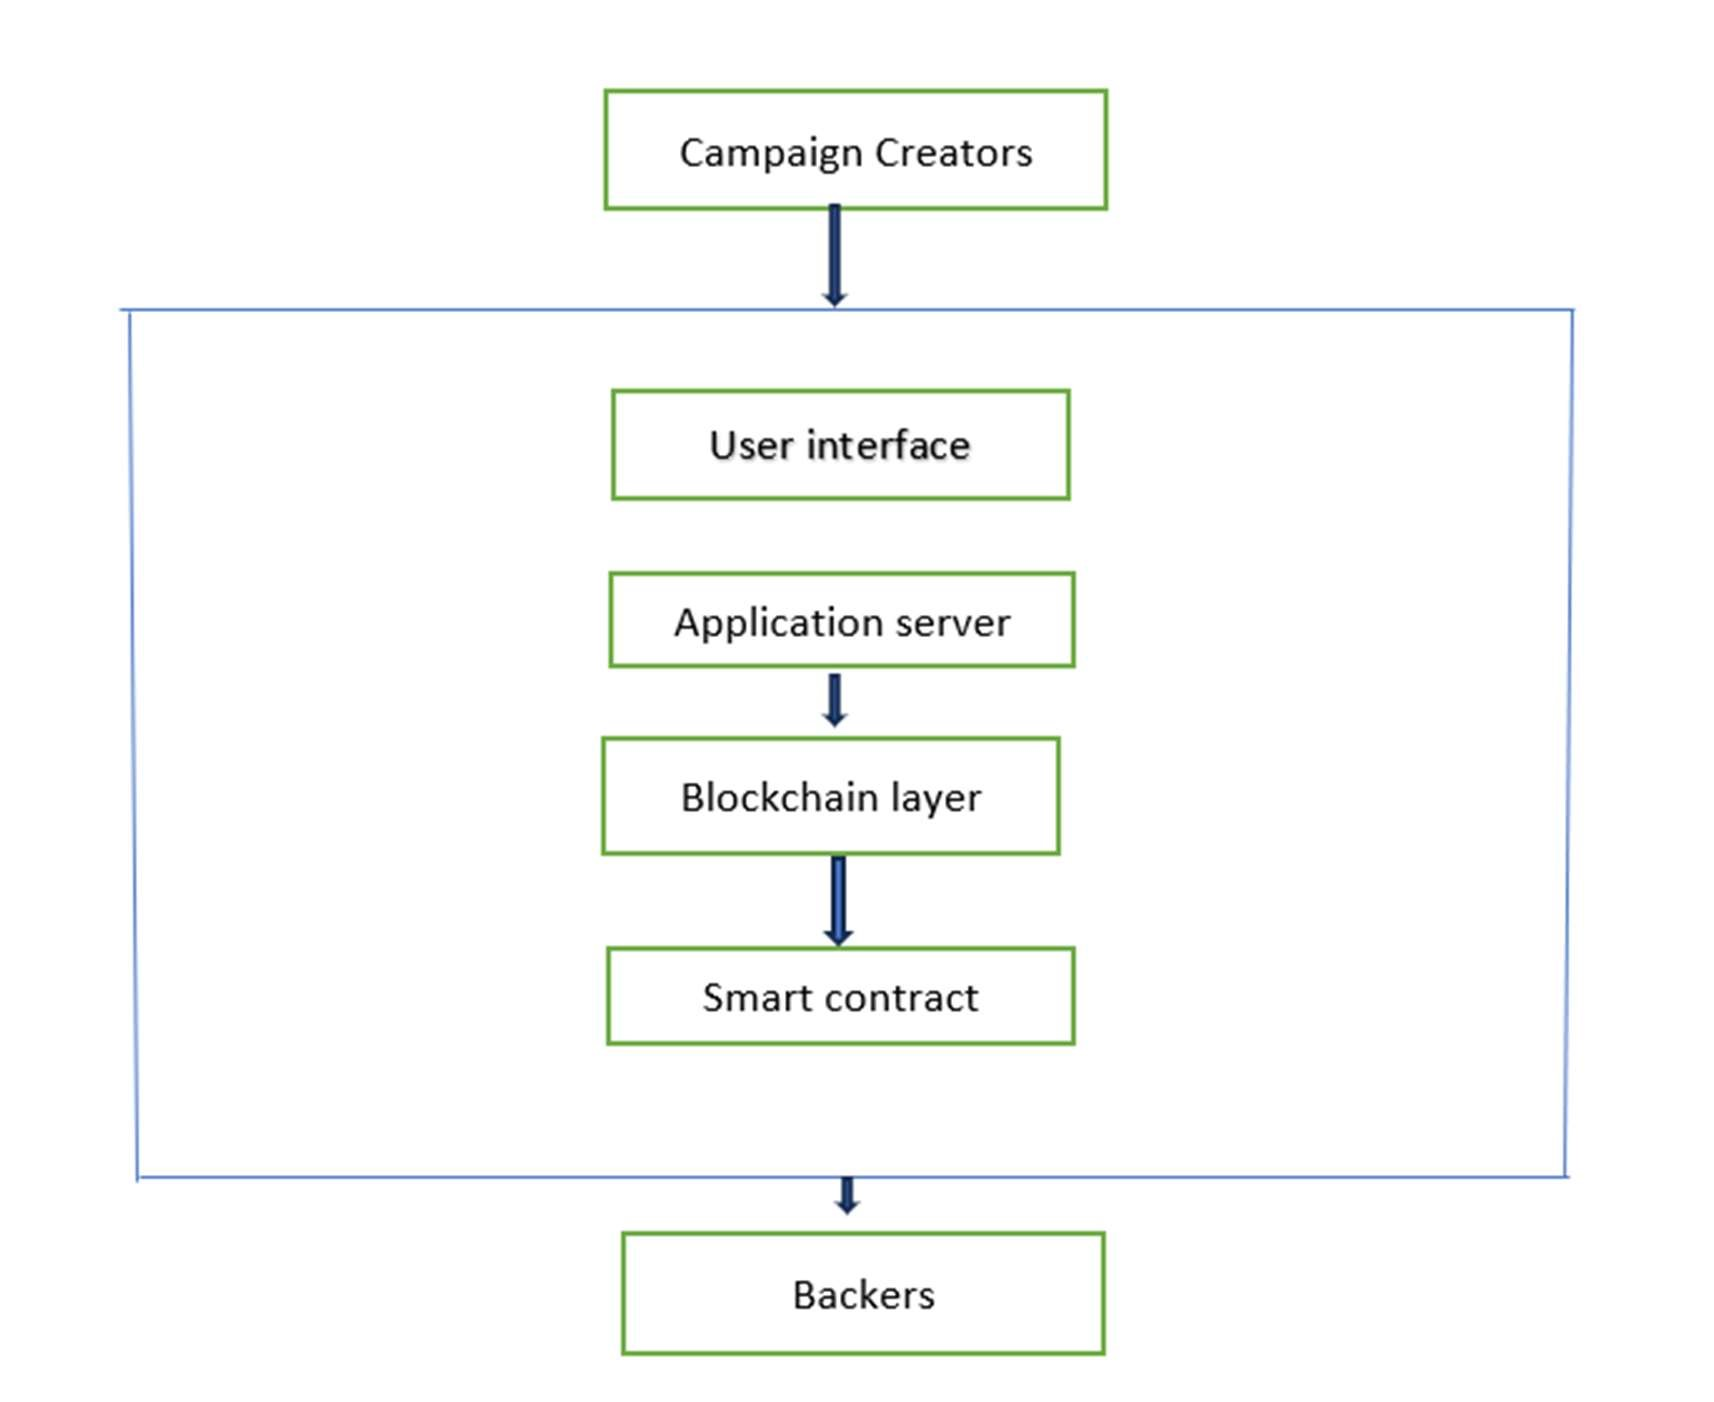 Campaign Creators
User interface
Application server
Blockchain layer
Smart contract
Backers